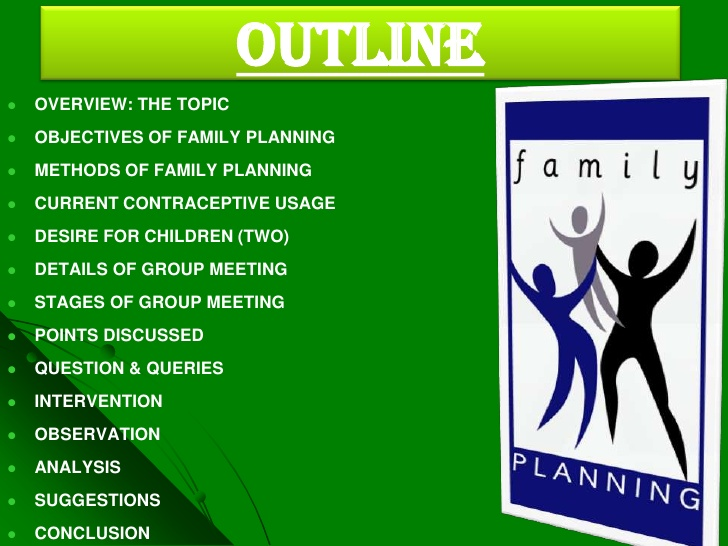 OUTLINE
OVERVIEW: THE TOPIC
OBJECTIVES OF FAMILY PLANNING
METHODS OF FAMILY PLANNING
CURRENT CONTRACEPTIVE USAGE
DESIRE FOR CHILDREN (TWO)
DETAILS OF GROUP MEETING
STAGES OF GROUP MEETING
POINTS DISCUSSED
QUESTION & QUERIES
INTERVENTION
OBSERVATION
ANALYSIS
SUGGESTIONS
CONCLUSION
family
PLANNING